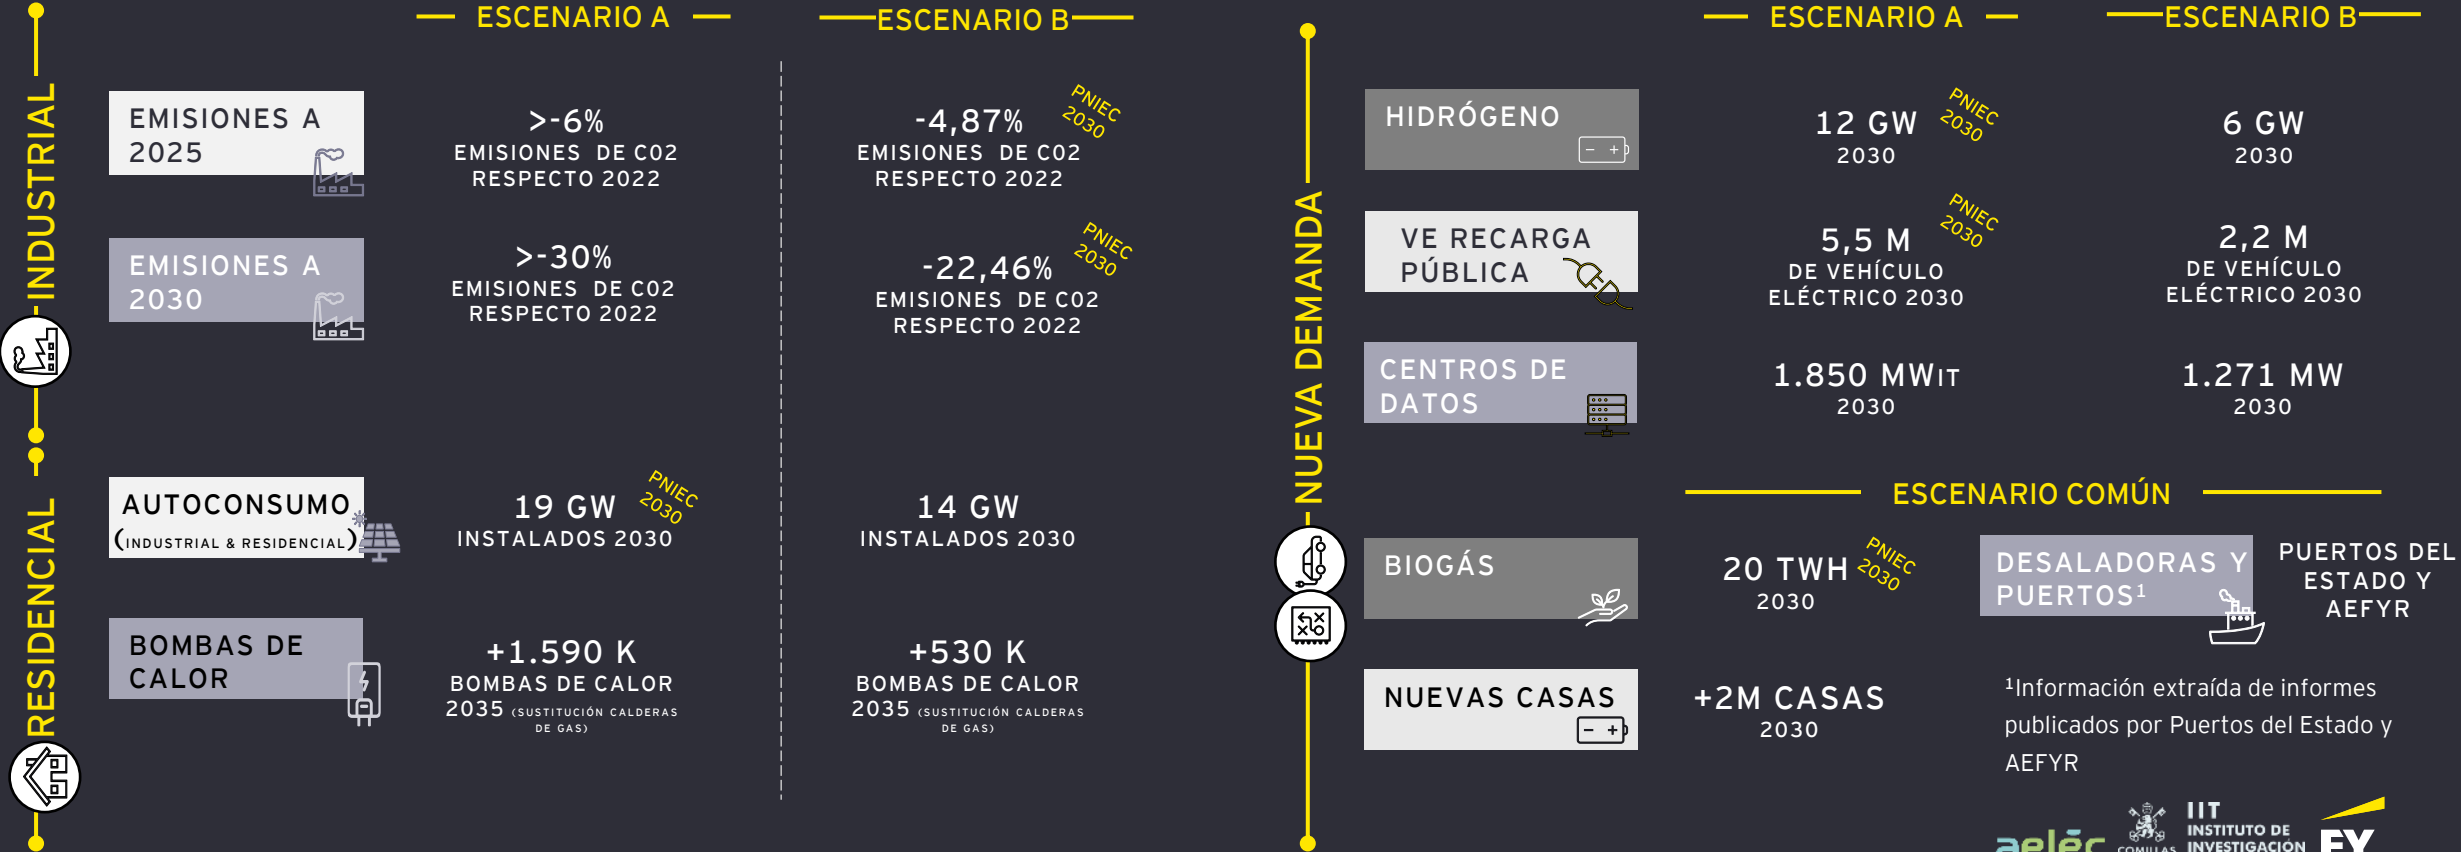 ESCENARIO A
ESCENARIO B
INDUSTRIAL
EMISIONES A
2025
>-6%
EMISIONES DE C02
RESPECTO 2022
-4,87%
EMISIONES DE C02
RESPECTO 2022
PNIEC
2030
EMISIONES A
2030
>-30%
EMISIONES DE C02
RESPECTO 2022
-22,46%
EMISIONES DE C02
RESPECTO 2022
PNIEC
2030
RESIDENCIAL
AUTOCONSUMO
(INDUSTRIAL & RESIDENCIAL)
19 GW
INSTALADOS 2030
PNIEC
2030
14 GW
INSTALADOS 2030
BOMBAS DE
CALOR
+1.590 K
BOMBAS DE CALOR
2035 (SUSTITUCIÓN CALDERAS
DE GAS)
+530 K
BOMBAS DE CALOR
2035 (SUSTITUCIÓN CALDERAS
DE GAS)
ESCENARIO A
ESCENARIO B
NUEVA DEMANDA
HIDRÓGENO
12 GW
2030
PNIEC
2030
6 GW
2030
VE RECARGA
PÚBLICA
5,5 M
DE VEHÍCULO
ELÉCTRICO 2030
PNIEC
2030
2,2 M
DE VEHÍCULO
ELÉCTRICO 2030
CENTROS DE
DATOS
1.850 MWIT
2030
1.271 MW
2030
ESCENARIO COMÚN
BIOGÁS
20 TWH
2030
PNIEC
2030
DESALADORAS Y
PUERTOS¹
PUERTOS DEL
ESTADO Y
AEFYR
NUEVAS CASAS
+2M CASAS
2030
¹Información extraída de informes
publicados por Puertos del Estado y
AEFYR
aeléc
COMILLAS
IIT
INSTITUTO DE
INVESTIGACIÓN
EY